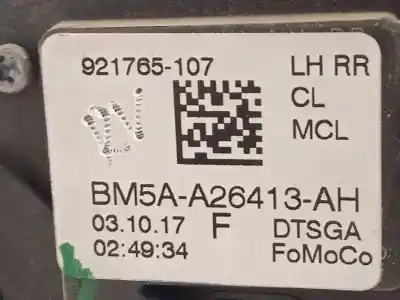 921765-107 LH RR
CL
MCL
BM5A-A26413-AH
03.10.17 F DTSGA
02:49:34 FoMoCo